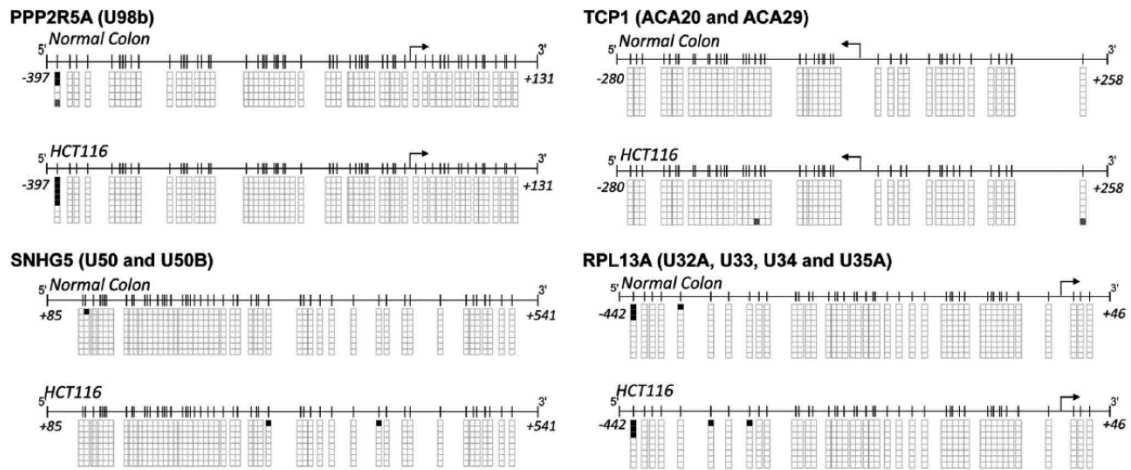 PPP2R5A (U98b)
Normal Colon
5' 3'
-397 +131
HCT116
5' 3'
-397 +131
TCP1 (ACA20 and ACA29)
Normal Colon
5' 3'
-280 +258
HCT116
5' 3'
-280 +258
SNHG5 (U50 and U50B)
Normal Colon
5' 3'
+85 +541
HCT116
5' 3'
+85 +541
RPL13A (U32A, U33, U34 and U35A)
Normal Colon
5' 3'
-442 +46
HCT116
5' 3'
-442 +46